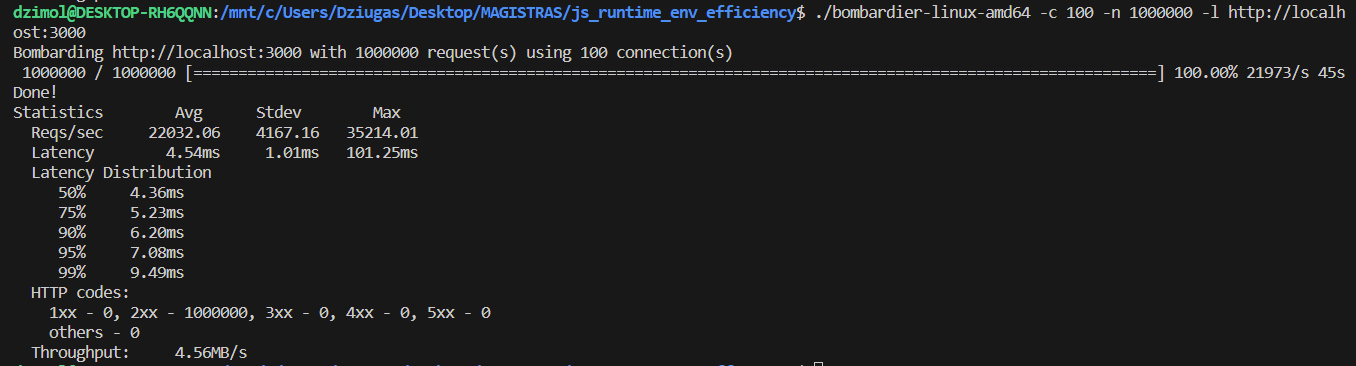 dzimol@DESKTOP-RH6QQNN:/mnt/c/Users/Dziugas/Desktop/MAGISTRAS/js_runtime_env_efficiency$ ./bombardier-linux-amd64 -c 100 -n 1000000 -l http://localh
ost:3000
Bombarding http://localhost:3000 with 1000000 request(s) using 100 connection(s)
 1000000 / 1000000 [===========================================================================================================] 100.00% 21973/s 45s
Done!
Statistics        Avg      Stdev        Max
  Reqs/sec     22032.06    4167.16   35214.01
  Latency        4.54ms     1.01ms   101.25ms
  Latency Distribution
     50%     4.36ms
     75%     5.23ms
     90%     6.20ms
     95%     7.08ms
     99%     9.49ms
  HTTP codes:
    1xx - 0, 2xx - 1000000, 3xx - 0, 4xx - 0, 5xx - 0
    others - 0
  Throughput:     4.56MB/s